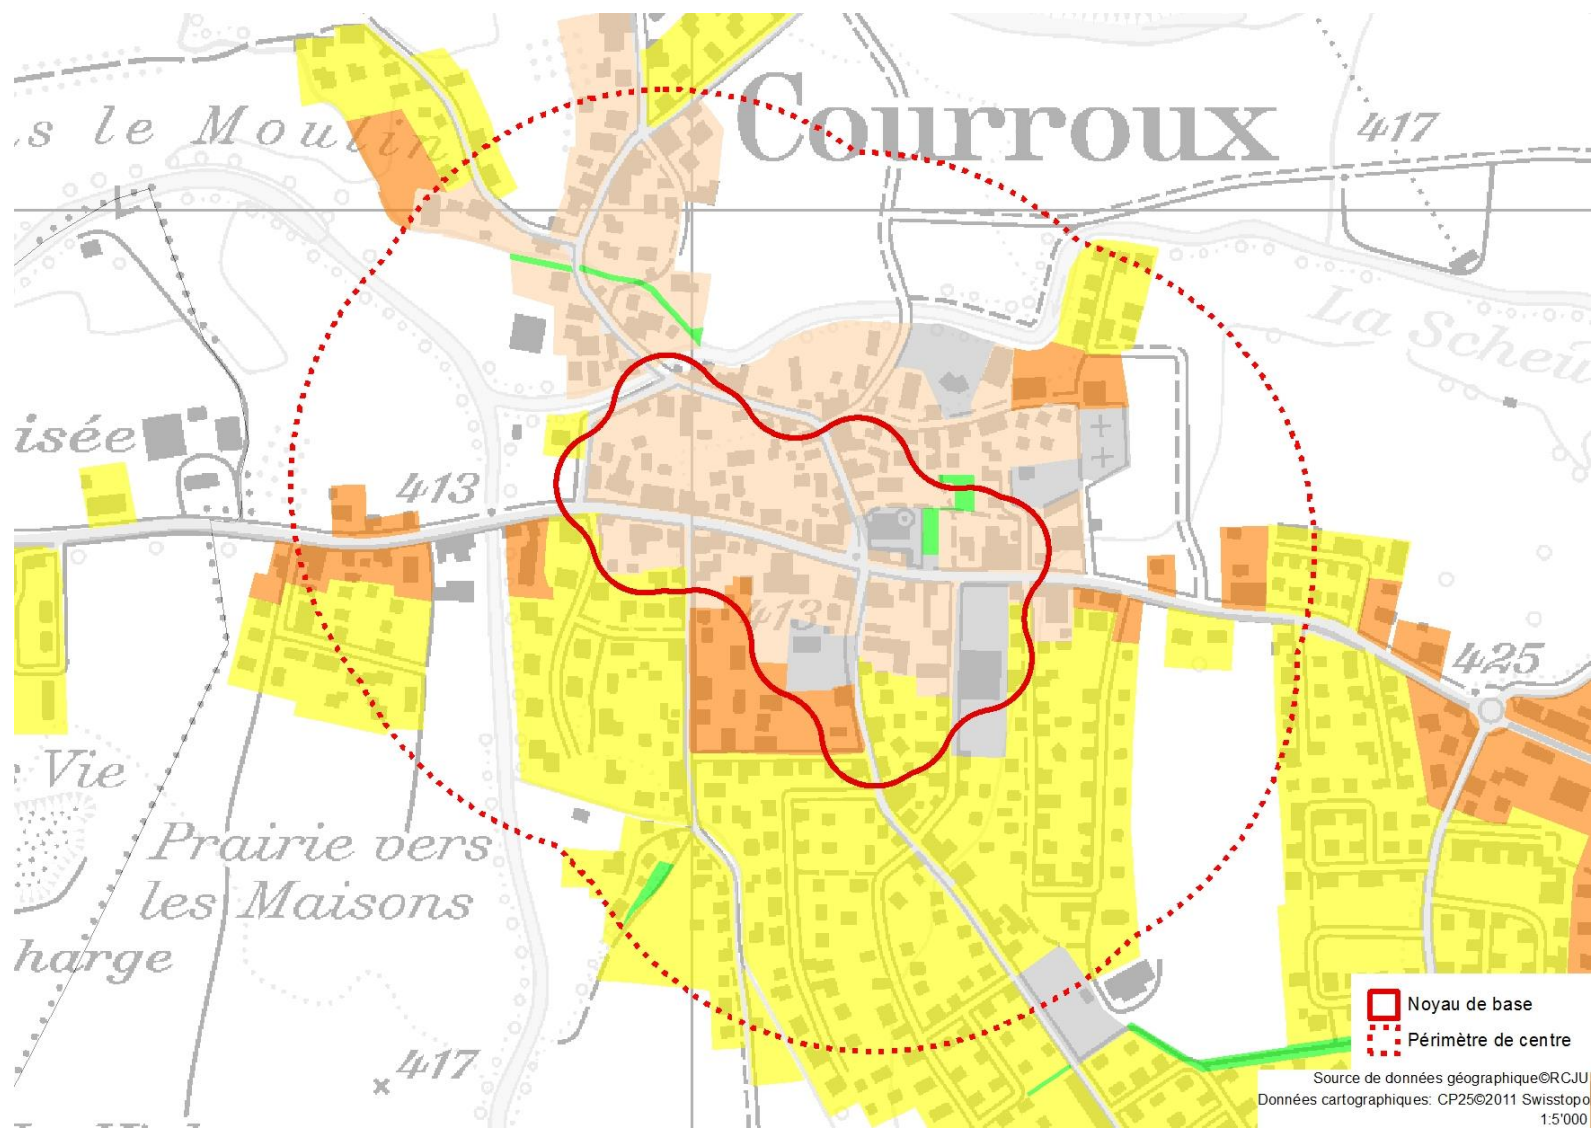 Courroux
417
s le Moulin
La Scheu
isée
413
413
425
Vie
Prairie vers
les Maisons
harge
417
Noyau de base
Périmètre de centre
Source de données géographique©RCJU
Données cartographiques: CP25©2011 Swisstopo
1:5'000